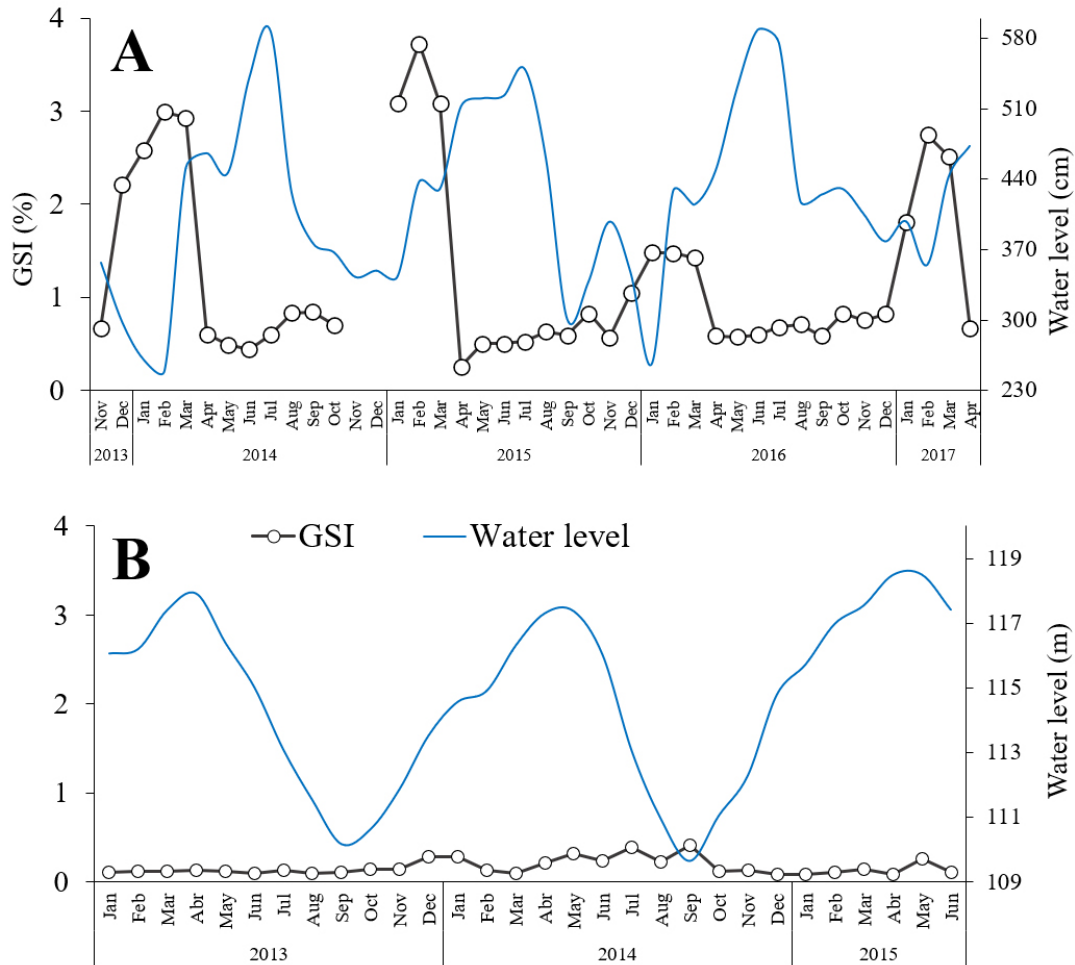 A
GSI (%)
4
3
2
1
0
580
510
440
370
300
230
Water level (cm)
Nov Dec Jan Feb Mar Apr May Jun Jul Aug Sep Oct Nov Dec Jan Feb Mar Apr May Jun Jul Aug Sep Oct Nov Dec Jan Feb Mar Apr May Jun Jul Aug Sep Oct Nov Dec Jan Feb Mar Apr
2013 2014 2015 2016 2017
B
GSI Water level
4
3
2
1
0
119
117
115
113
111
109
Water level (m)
Jan Feb Mar Abr May Jun Jul Aug Sep Oct Nov Dec Jan Feb Mar Apr May Jun Jul Aug Sep Oct Nov Dec Jan Feb Mar Apr May Jun
2013 2014 2015